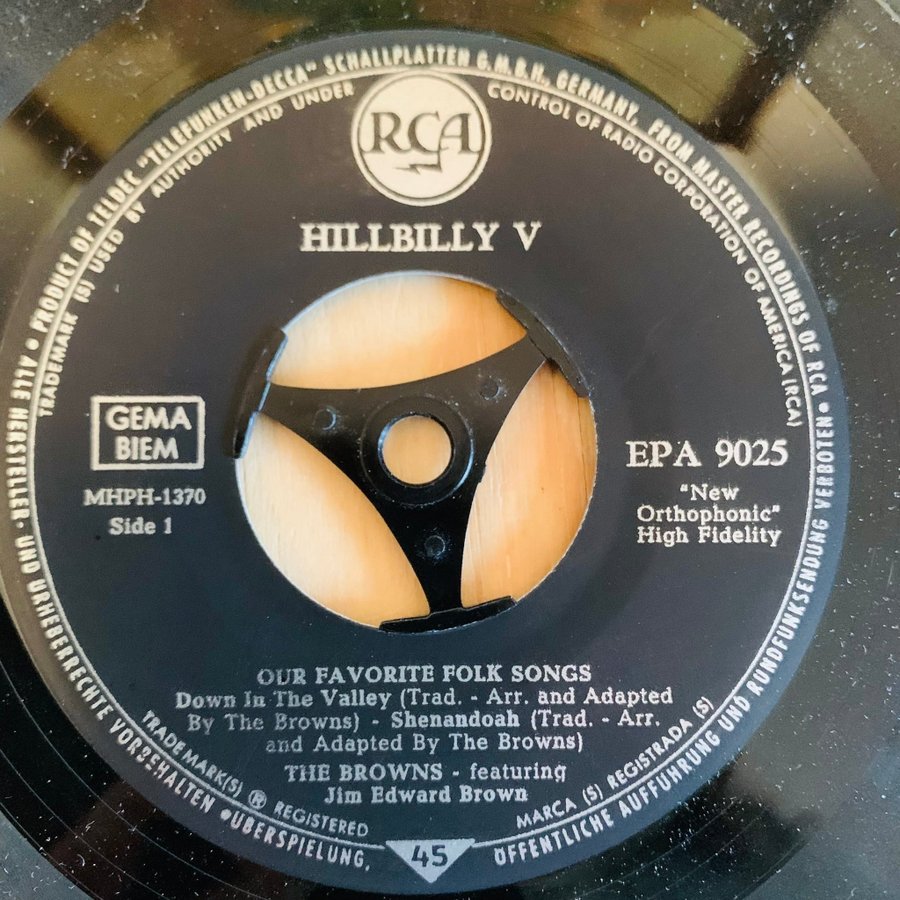 • PRODUCT OF TELDEC "TELEFUNKEN-DECCA" SCHALLPLATTEN G.M.B.H. GERMANY, FROM MASTER RECORDINGS OF RCA •
TRADEMARK (S) USED BY AUTHORITY AND UNDER CONTROL OF RADIO CORPORATION OF AMERICA (RCA)
RCA
HILLBILLY V
GEMA
BIEM
MHPH-1370
Side 1
EPA 9025
"New
Orthophonic"
High Fidelity
OUR FAVORITE FOLK SONGS
Down In The Valley (Trad. - Arr. and Adapted
By The Browns) - Shenandoah (Trad. - Arr.
and Adapted By The Browns)
THE BROWNS - featuring
Jim Edward Brown
TRADEMARK(S) ® REGISTERED
MARCA (S) REGISTRADA (S)
45
ALLE HERSTELLER- UND URHEBERRECHTE VORBEHALTEN • ÜBERSPIELUNG, ÖFFENTLICHE AUFFÜHRUNG UND RUNDFUNKSENDUNG VERBOTEN